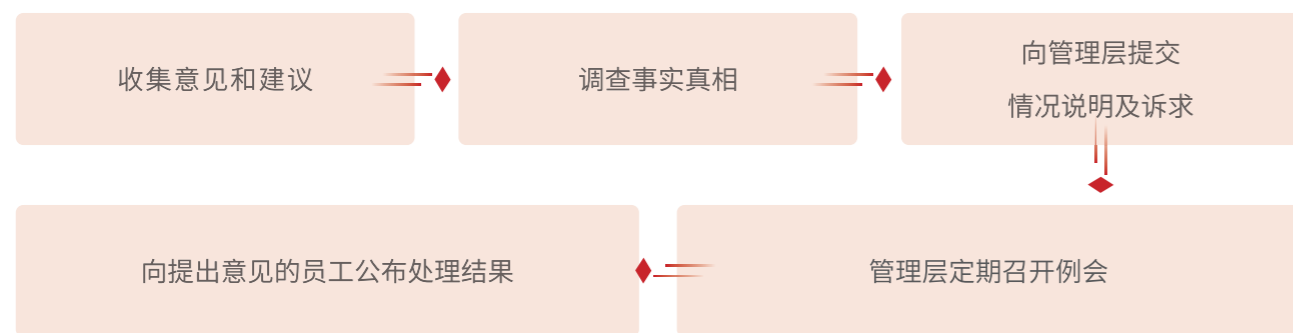 收集意见和建议
调查事实真相
向管理层提交
情况说明及诉求
管理层定期召开例会
向提出意见的员工公布处理结果